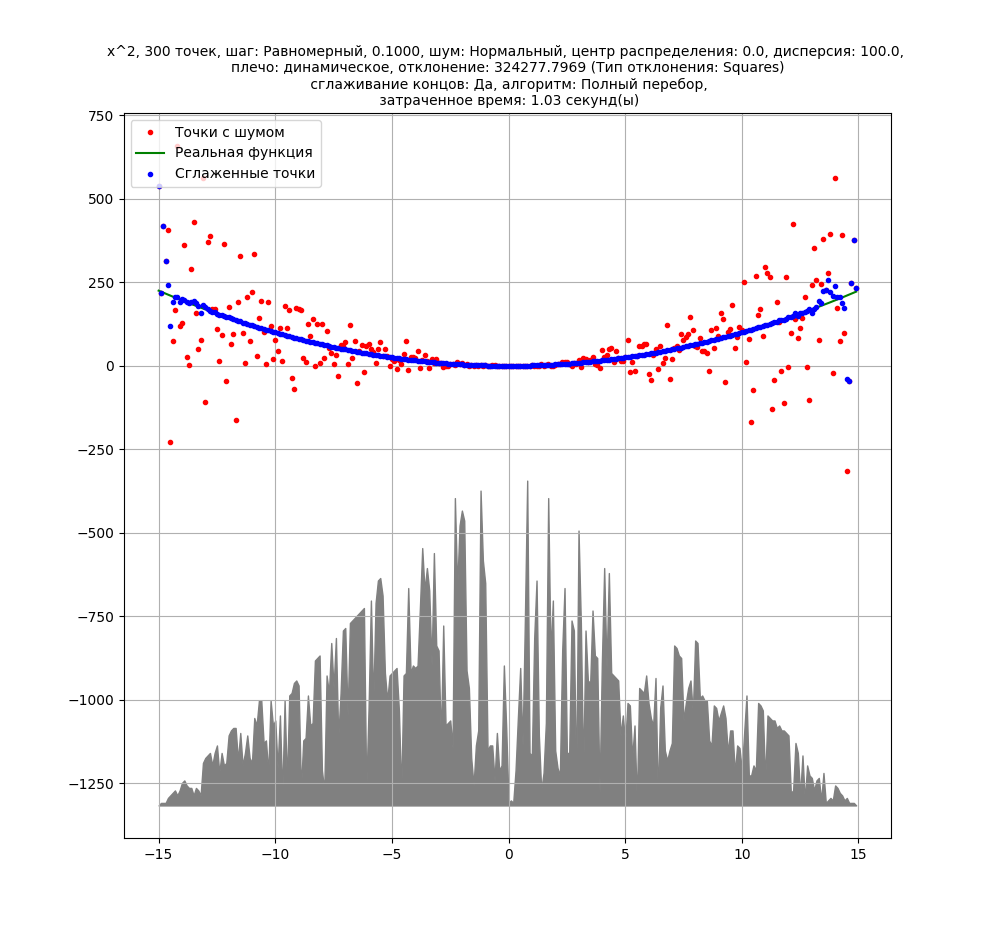 x^2, 300 точек, шаг: Равномерный, 0.1000, шум: Нормальный, центр распределения: 0.0, дисперсия: 100.0,
плечо: динамическое, отклонение: 324277.7969 (Тип отклонения: Squares)
сглаживание концов: Да, алгоритм: Полный перебор,
затраченное время: 1.03 секунд(ы)
Точки с шумом
Реальная функция
Сглаженные точки
750
500
250
0
−250
−500
−750
−1000
−1250
−15 −10 −5 0 5 10 15